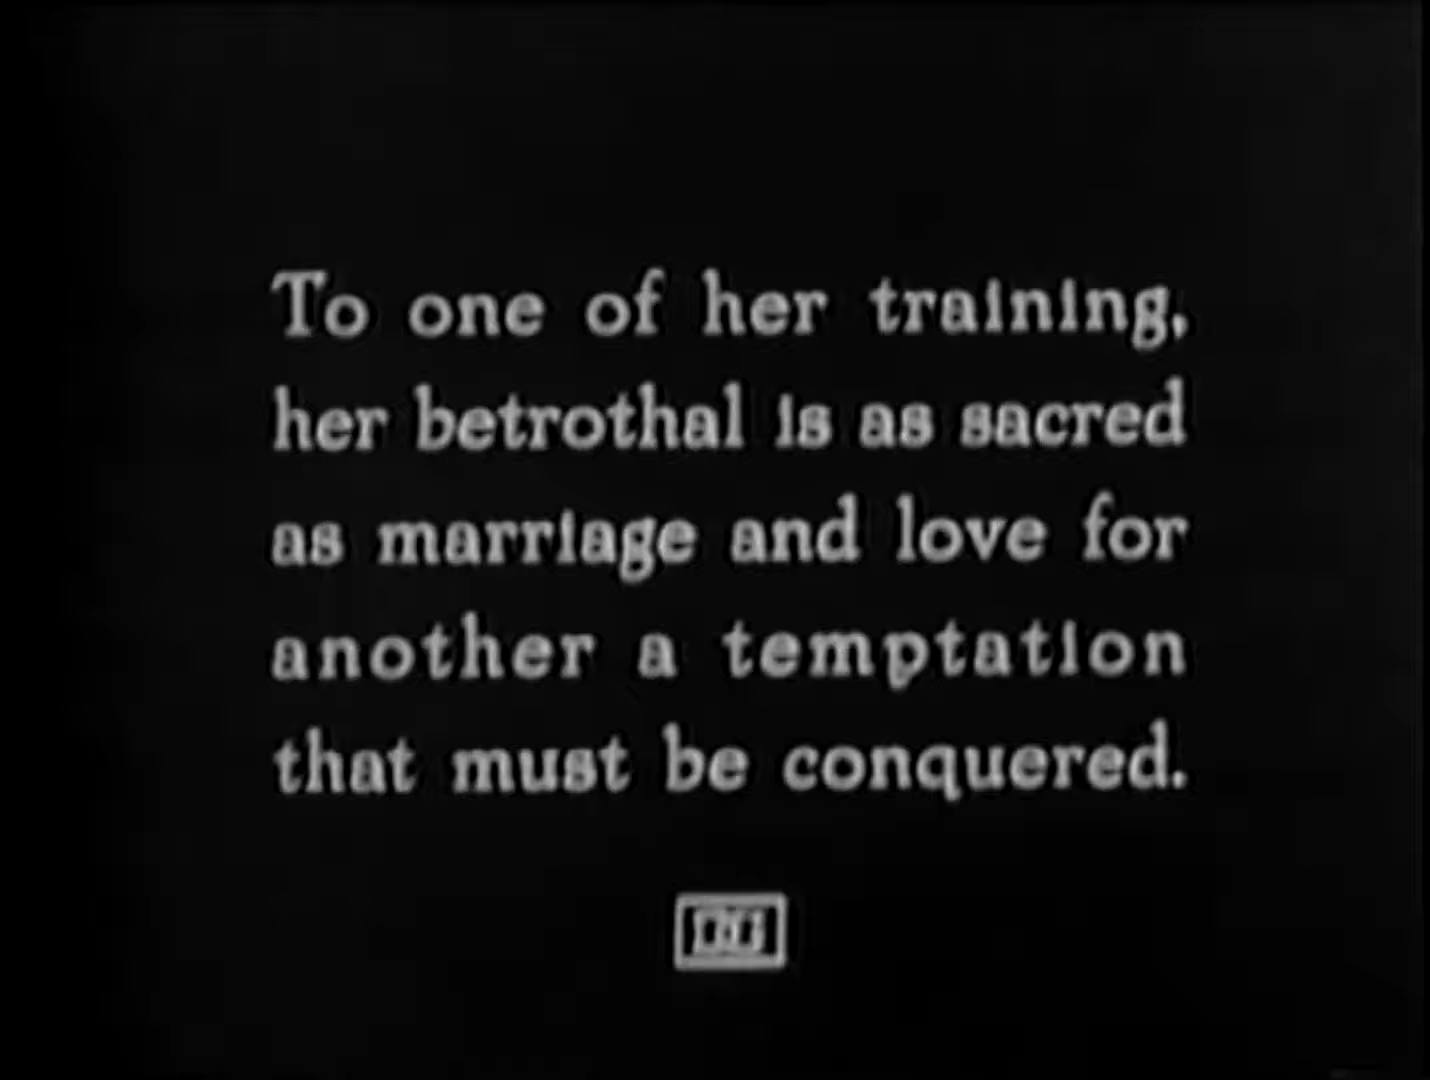 To one of her training,
her betrothal is as sacred
as marriage and love for
another a temptation
that must be conquered.
DG